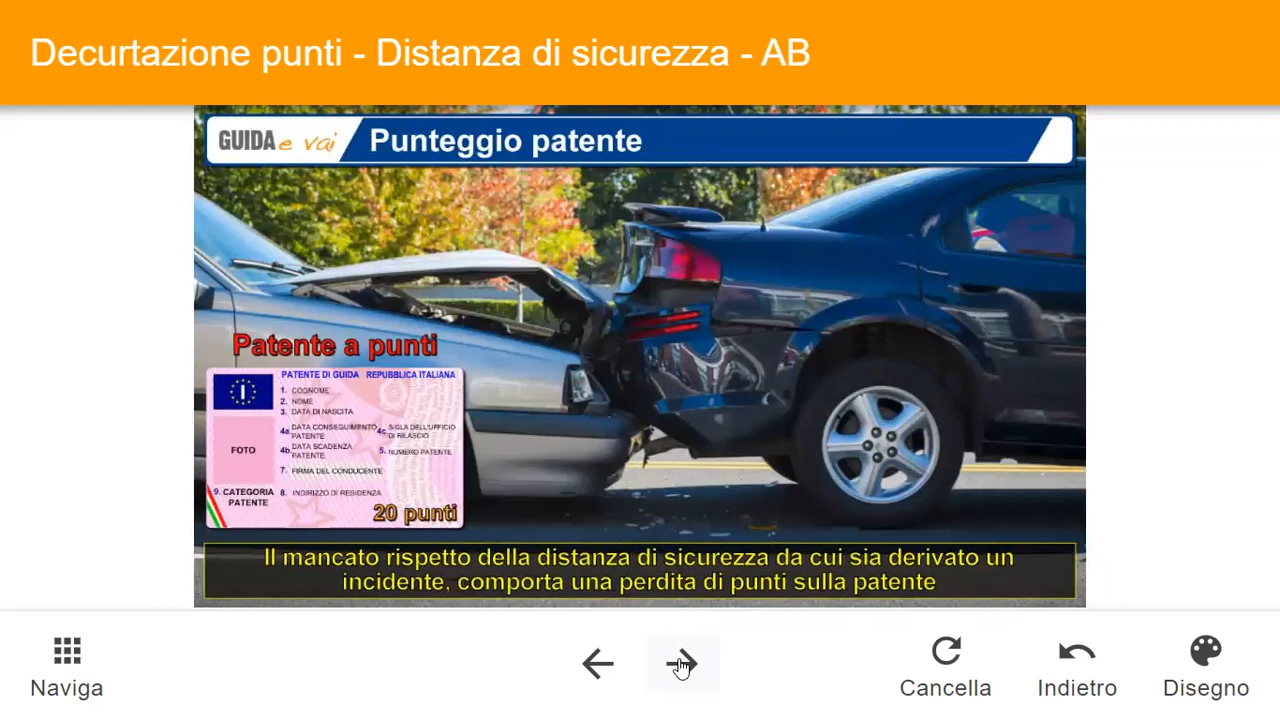 Decurtazione punti - Distanza di sicurezza - AB
GUIDA e vai
Punteggio patente
Patente a punti
PATENTE DI GUIDA REPUBBLICA ITALIANA
I
1. COGNOME
2. NOME
3. DATA DI NASCITA
4a. DATA CONSEGUIMENTO PATENTE
4c. SIGLA DELL'UFFICIO DI RILASCIO
4b. DATA SCADENZA PATENTE
5. NUMERO PATENTE
FOTO
7. FIRMA DEL CONDUCENTE
9. CATEGORIA PATENTE
8. INDIRIZZO DI RESIDENZA
20 punti
Il mancato rispetto della distanza di sicurezza da cui sia derivato un
incidente, comporta una perdita di punti sulla patente
Naviga
Cancella
Indietro
Disegno